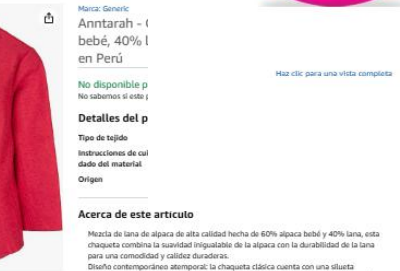 Marca: Generic
Anntarah -
bebé, 40%
en Perú
Haz clic para una vista completa
No disponible p
No sabemos si este
Detalles del p
Tipo de tejido
Instrucciones de cui
dado del material
Origen
Acerca de este artículo
Mezcla de lana de alpaca de alta calidad hecha de 60% alpaca bebé y 40% lana, esta
chaqueta combina la suavidad inigualable de la alpaca con la durabilidad de la lana
para una comodidad y calidez duraderas.
Diseño contemporáneo atemporal: la chaqueta clásica cuenta con una silueta